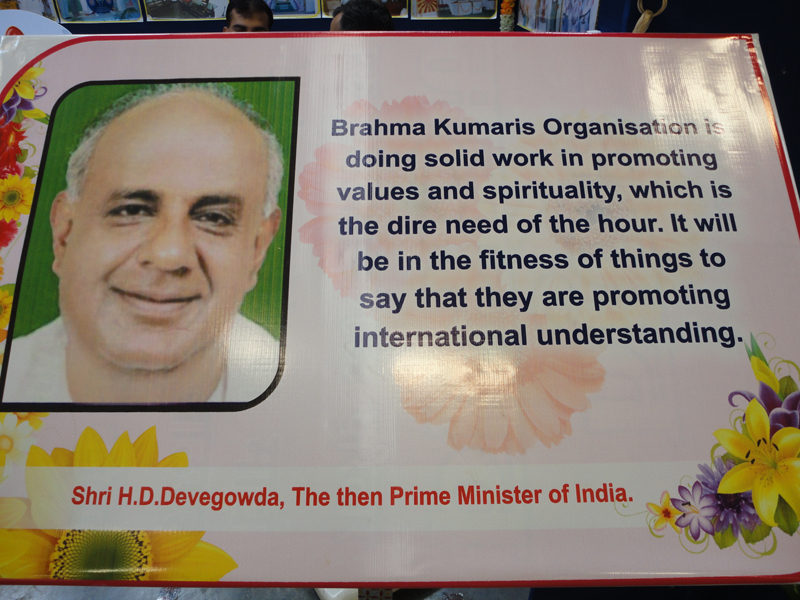 Brahma Kumaris Organisation is
doing solid work in promoting
values and spirituality, which is
the dire need of the hour. It will
be in the fitness of things to
say that they are promoting
international understanding.
Shri H.D.Devegowda, The then Prime Minister of India.